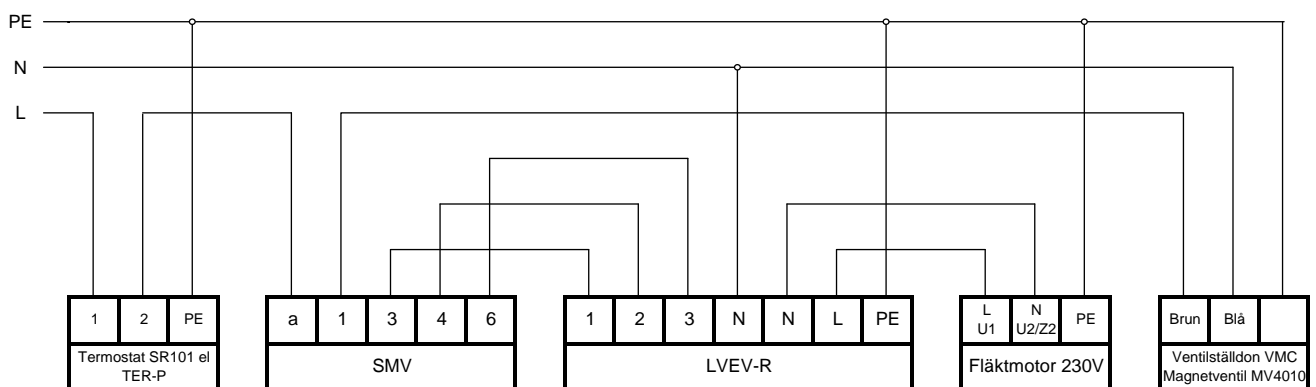 PE
N
L
1 2 PE
Termostat SR101 el
TER-P
a 1 3 4 6
SMV
1 2 3 N N L PE
LVEV-R
L
U1
N
U2/Z2
PE
Fläktmotor 230V
Brun Blå
Ventilställdon VMC
Magnetventil MV4010